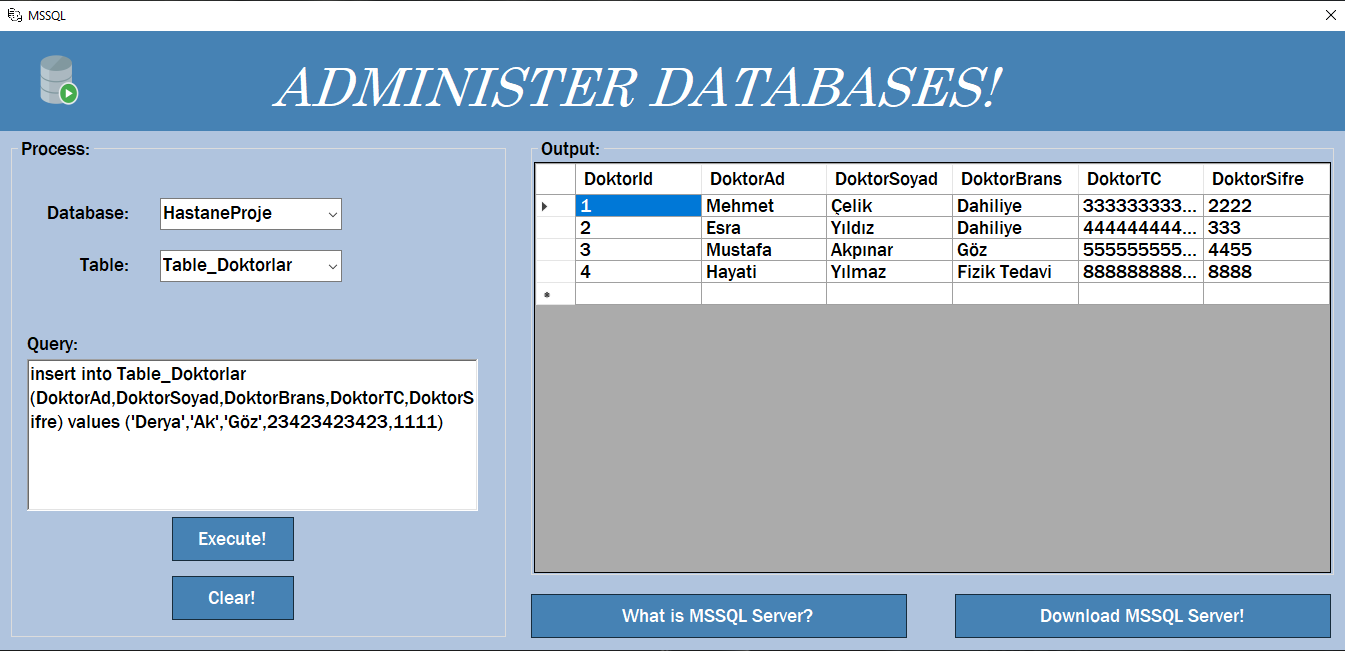 MSSQL
ADMINISTER DATABASES!
Process:
Database: HastaneProje
Table: Table_Doktorlar
Query:
insert into Table_Doktorlar
(DoktorAd,DoktorSoyad,DoktorBrans,DoktorTC,DoktorS
ifre) values ('Derya','Ak','Göz',23423423423,1111)
Execute!
Clear!
Output:
DoktorId DoktorAd DoktorSoyad DoktorBrans DoktorTC DoktorSifre
1 Mehmet Çelik Dahiliye 333333333... 2222
2 Esra Yıldız Dahiliye 444444444... 333
3 Mustafa Akpınar Göz 555555555... 4455
4 Hayati Yılmaz Fizik Tedavi 888888888... 8888
What is MSSQL Server? Download MSSQL Server!